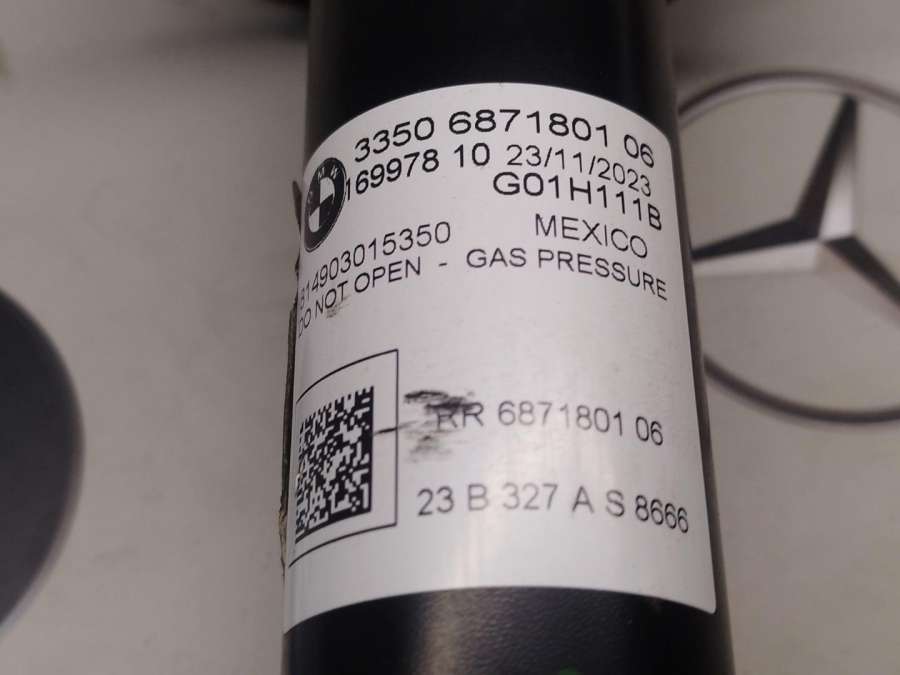 3350 6871801 06
BMW
169978 10 23/11/2023
G01H111B
MEXICO
814903015350
DO NOT OPEN - GAS PRESSURE
RR 6871801 06
23 B 327 A S 8666